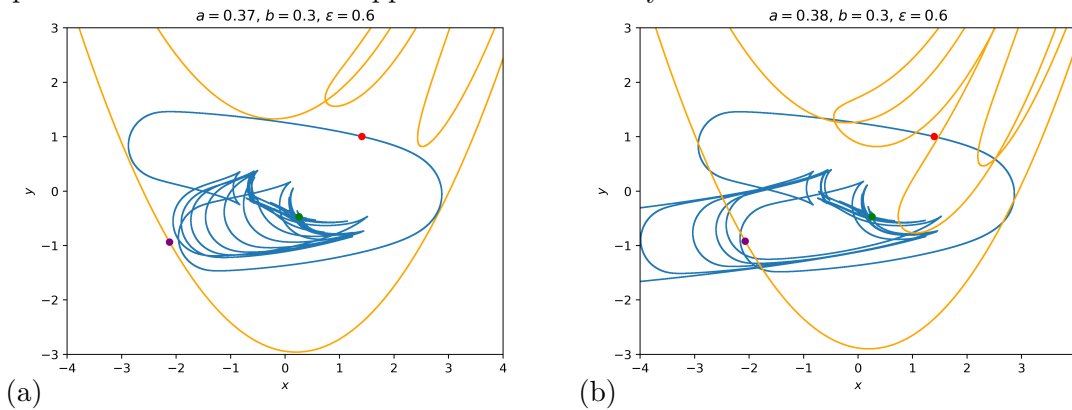 a = 0.37, b = 0.3, ε = 0.6
a = 0.38, b = 0.3, ε = 0.6
3
2
1
0
−1
−2
−3
y
−4 −3 −2 −1 0 1 2 3 4
x
(a)
3
2
1
0
−1
−2
−3
y
−4 −3 −2 −1 0 1 2 3
x
(b)